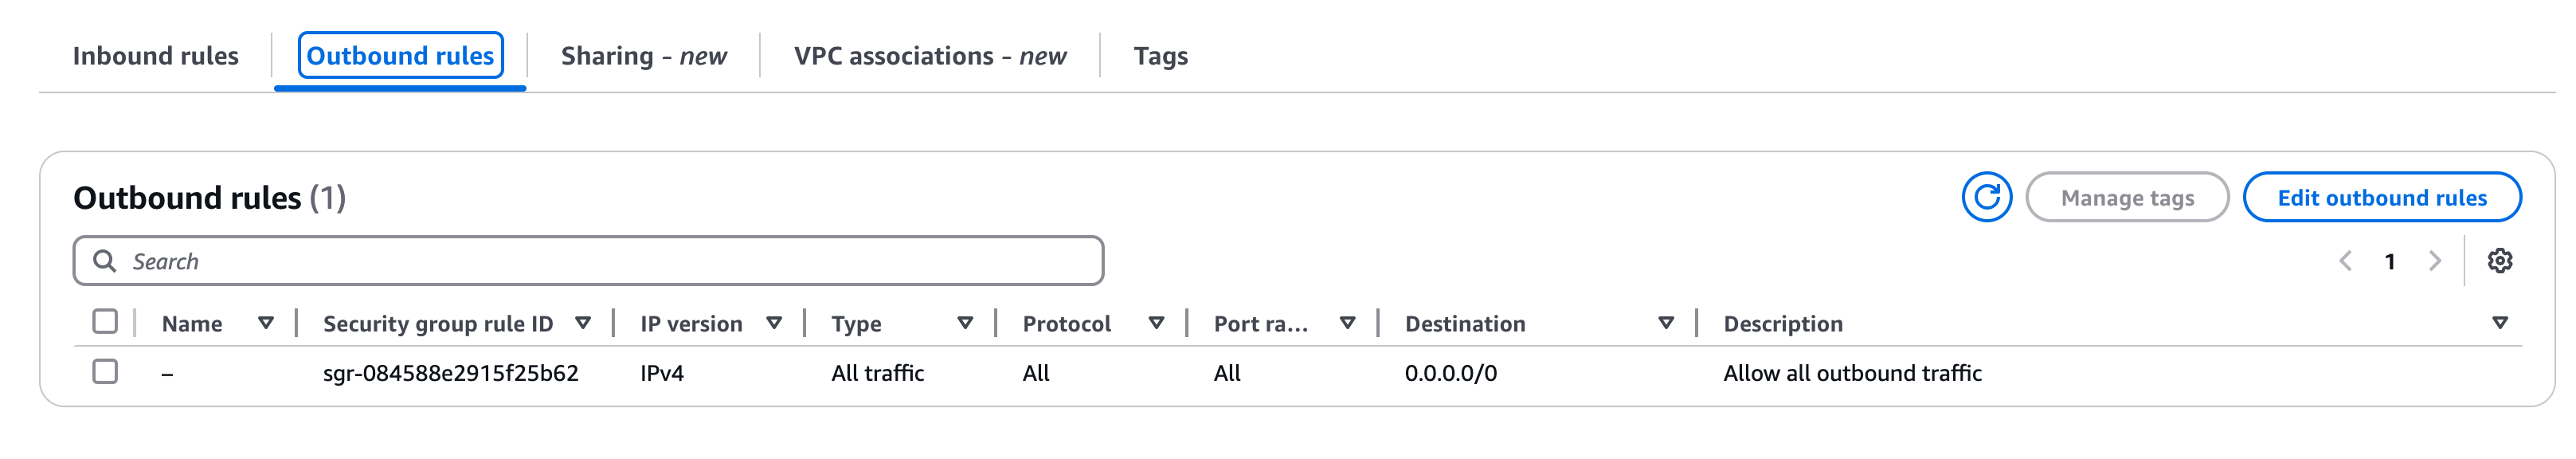 Inbound rules Outbound rules Sharing - new VPC associations - new Tags
Outbound rules (1) Manage tags Edit outbound rules
Search 1
Name Security group rule ID IP version Type Protocol Port ra... Destination Description
– sgr-084588e2915f25b62 IPv4 All traffic All All 0.0.0.0/0 Allow all outbound traffic